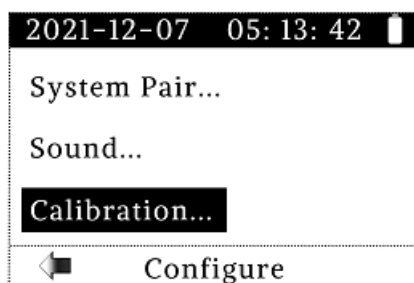 2021-12-07 05: 13: 42
System Pair...
Sound...
Calibration...
Configure